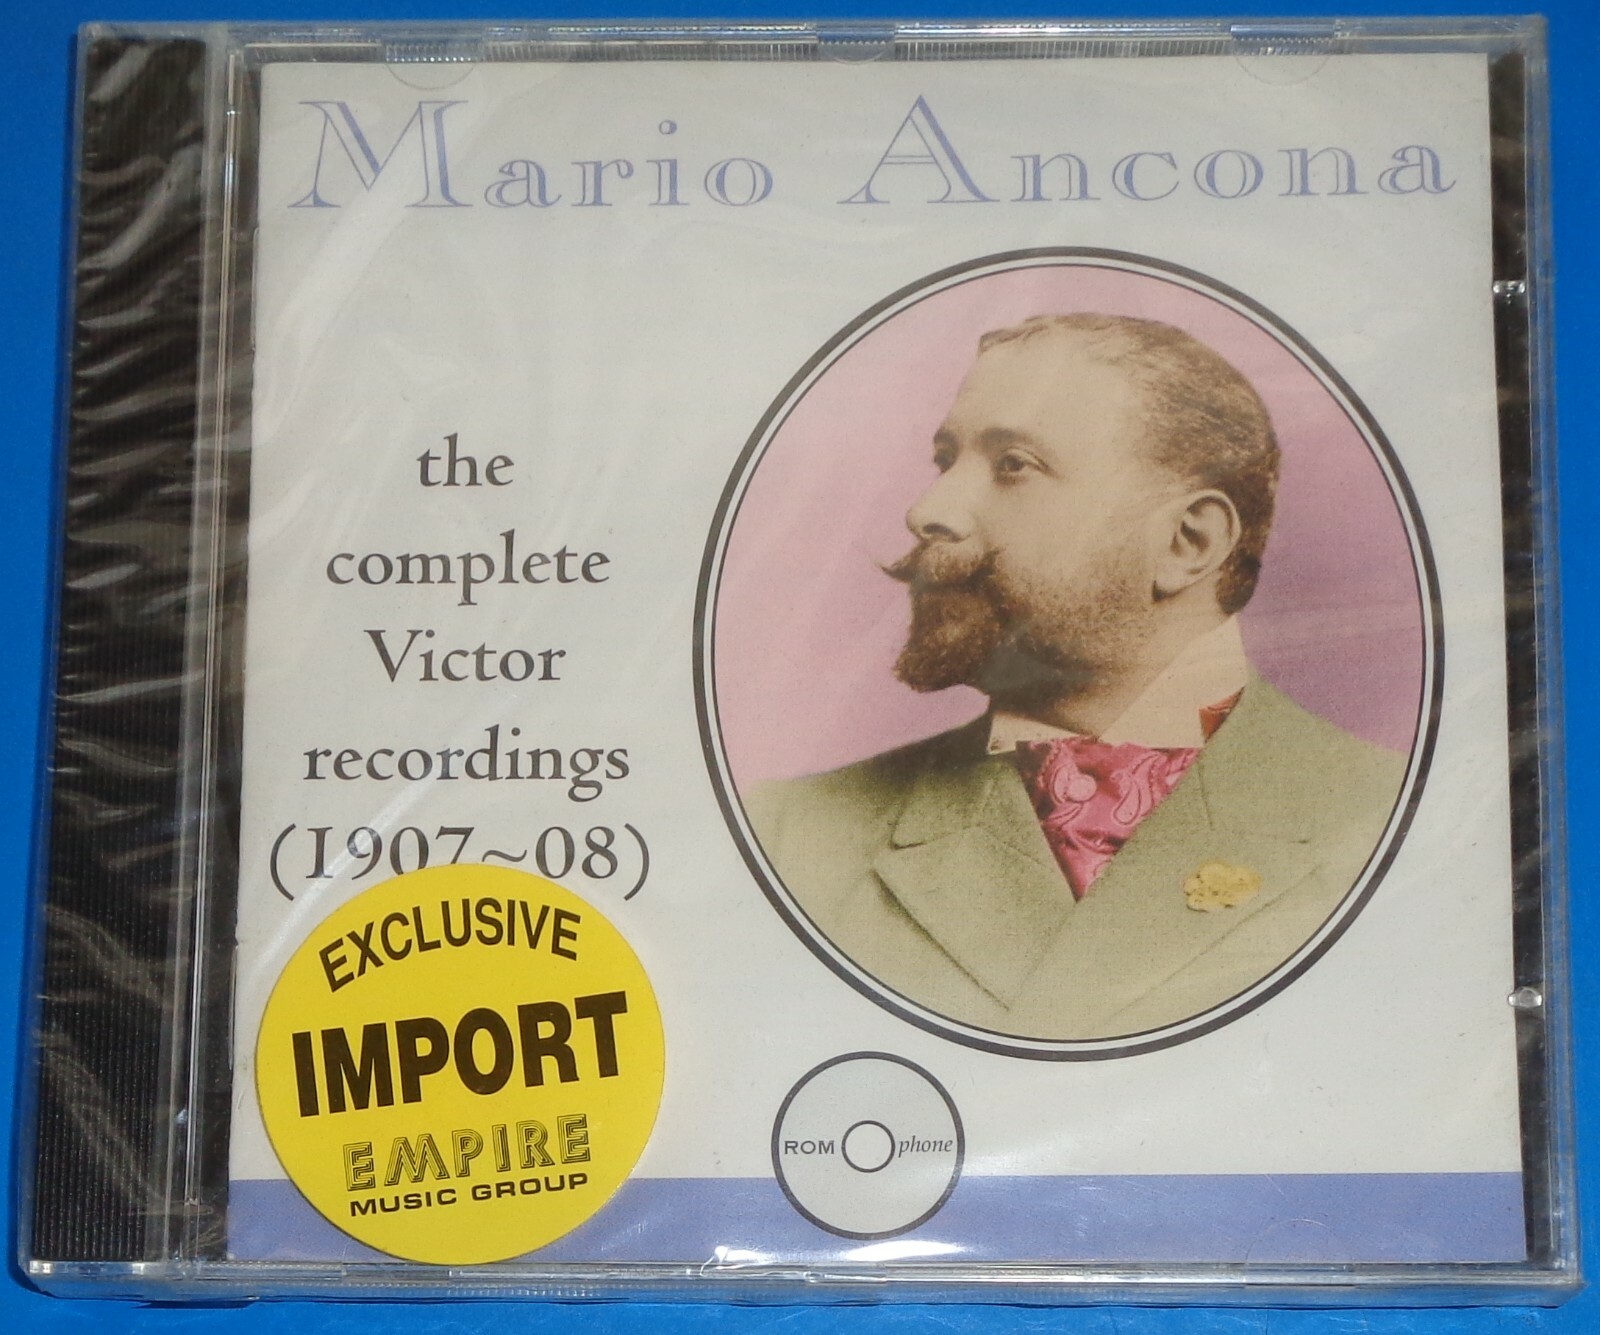 Mario Ancona
the
complete
Victor
recordings
(1907~08)
EXCLUSIVE
IMPORT
EMPIRE
MUSIC GROUP
ROM phone